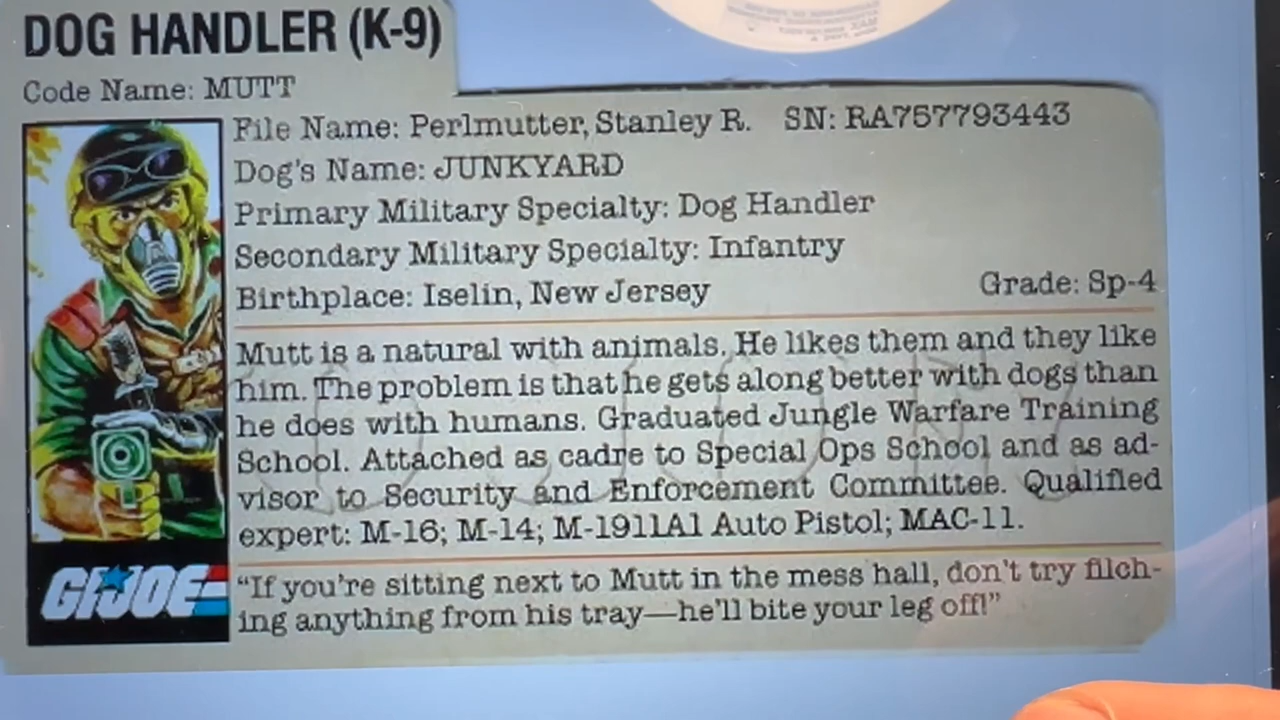 DOG HANDLER (K-9)
Code Name: MUTT
File Name: Perlmutter, Stanley R. SN: RA757793443
Dog's Name: JUNKYARD
Primary Military Specialty: Dog Handler
Secondary Military Specialty: Infantry
Birthplace: Iselin, New Jersey Grade: Sp-4
Mutt is a natural with animals. He likes them and they like
him. The problem is that he gets along better with dogs than
he does with humans. Graduated Jungle Warfare Training
School. Attached as cadre to Special Ops School and as ad-
visor to Security and Enforcement Committee. Qualified
expert: M-16; M-14; M-1911A1 Auto Pistol; MAC-11.
GIJOE
"If you're sitting next to Mutt in the mess hall, don't try filch-
ing anything from his tray—he'll bite your leg off!"